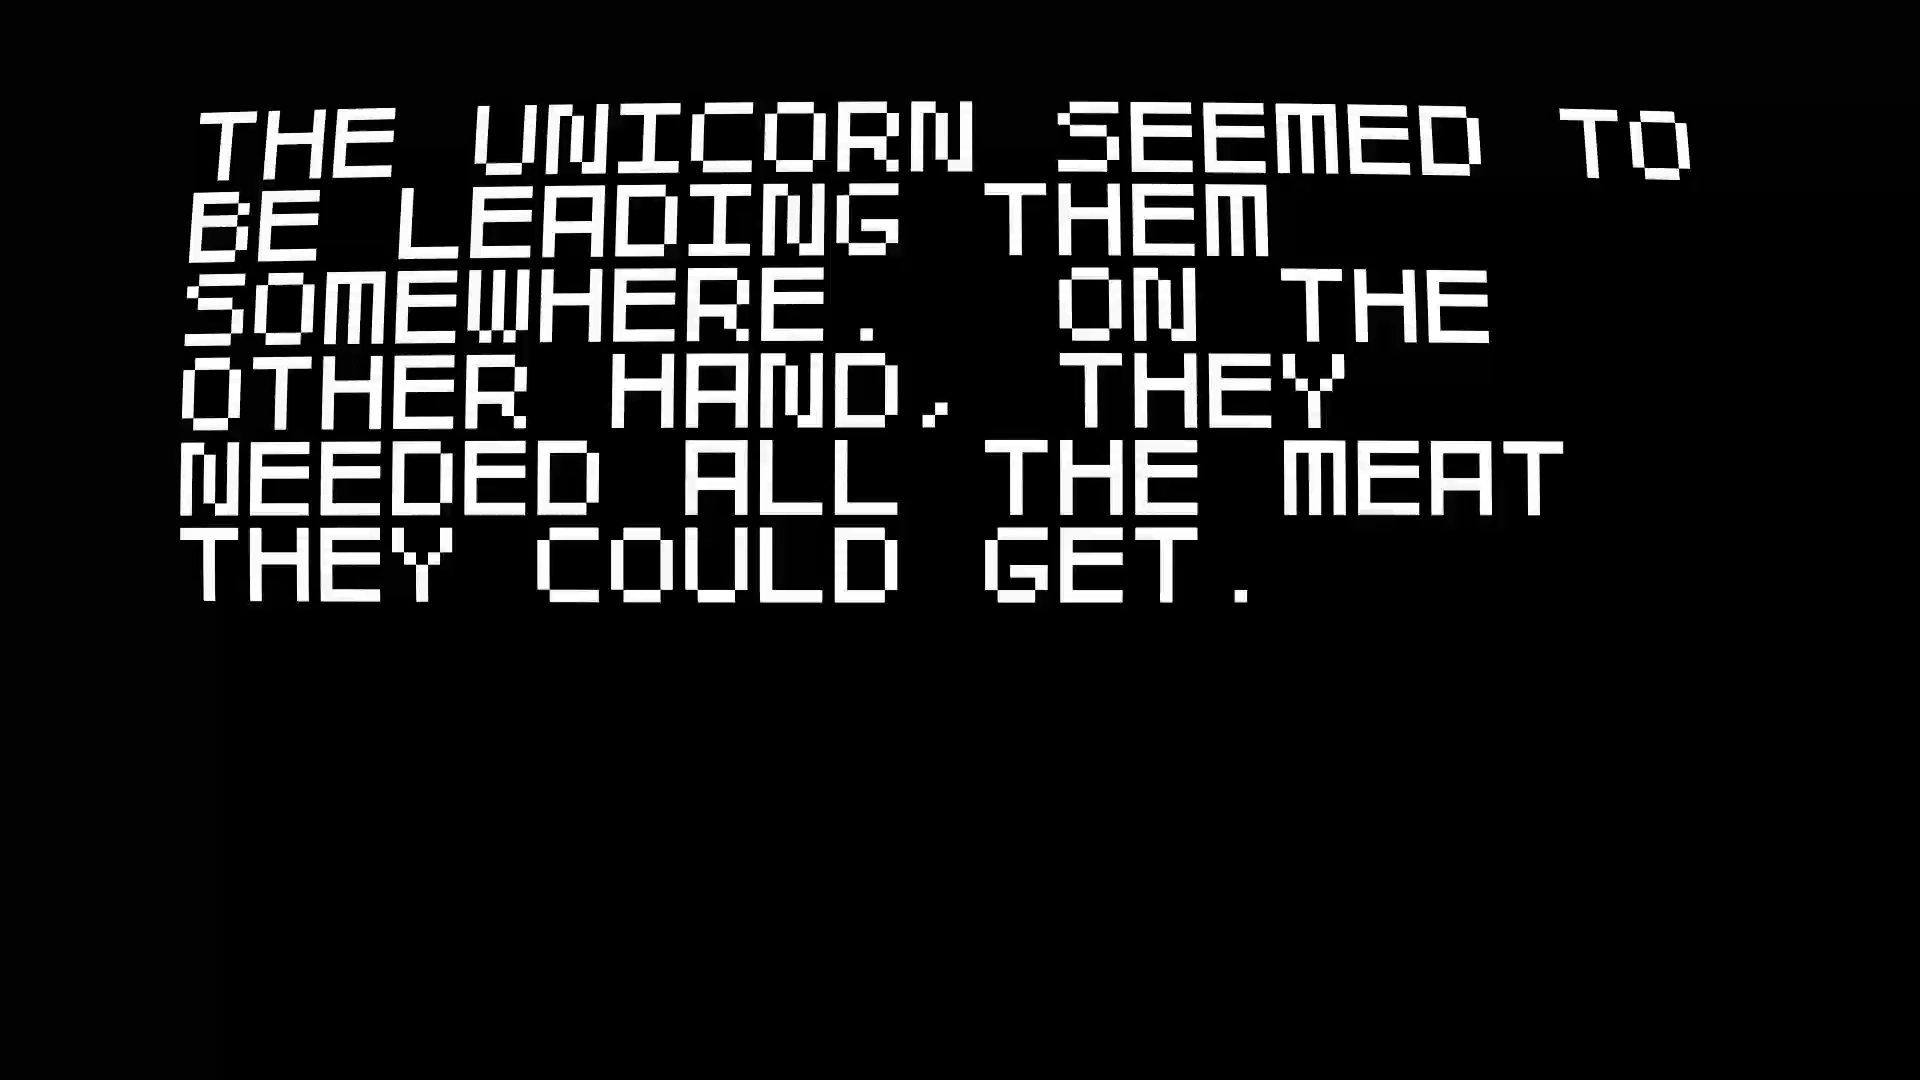 THE UNICORN SEEMED TO
BE LEADING THEM
SOMEWHERE.  ON THE
OTHER HAND, THEY
NEEDED ALL THE MEAT
THEY COULD GET.